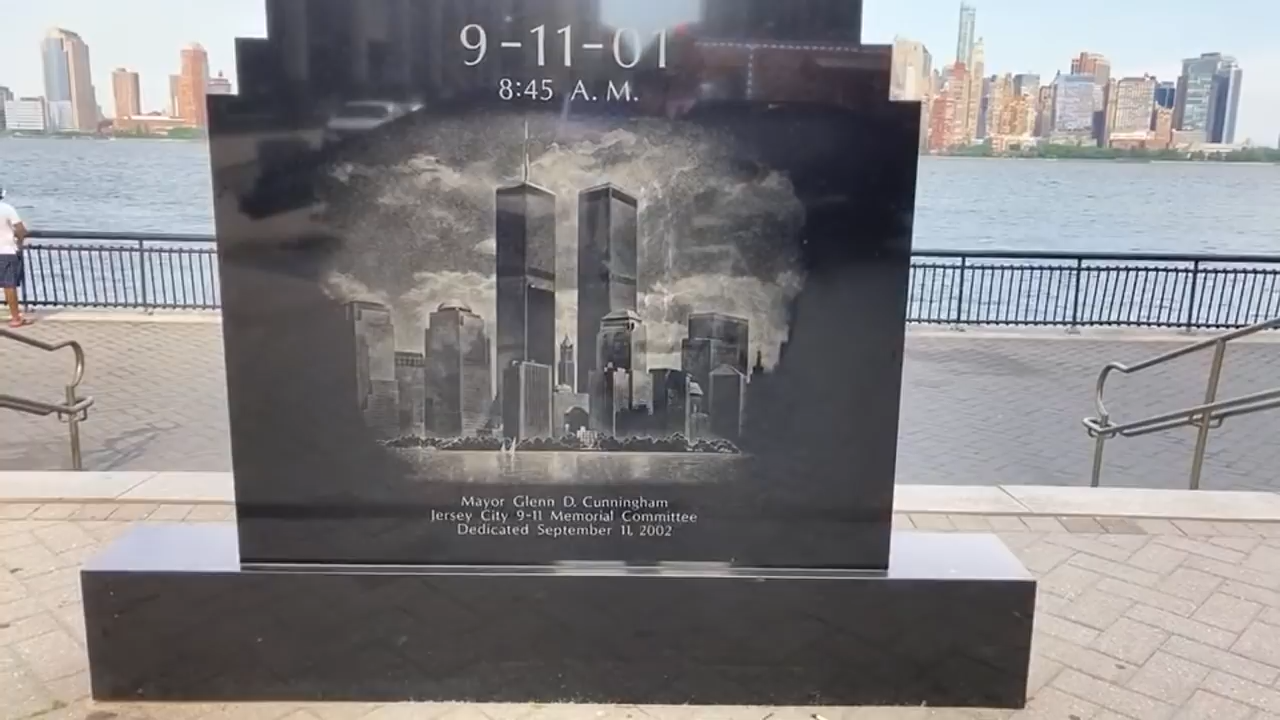 9-11-01
8:45 A.M.
Mayor Glenn D. Cunningham
Jersey City 9-11 Memorial Committee
Dedicated September 11, 2002